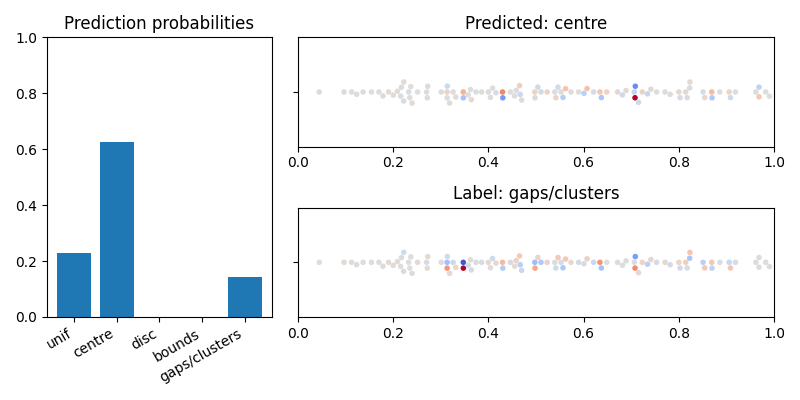 Prediction probabilities
1.0
0.8
0.6
0.4
0.2
0.0
unif
centre
disc
bounds
gaps/clusters
Predicted: centre
0.0 0.2 0.4 0.6 0.8 1.0
Label: gaps/clusters
0.0 0.2 0.4 0.6 0.8 1.0